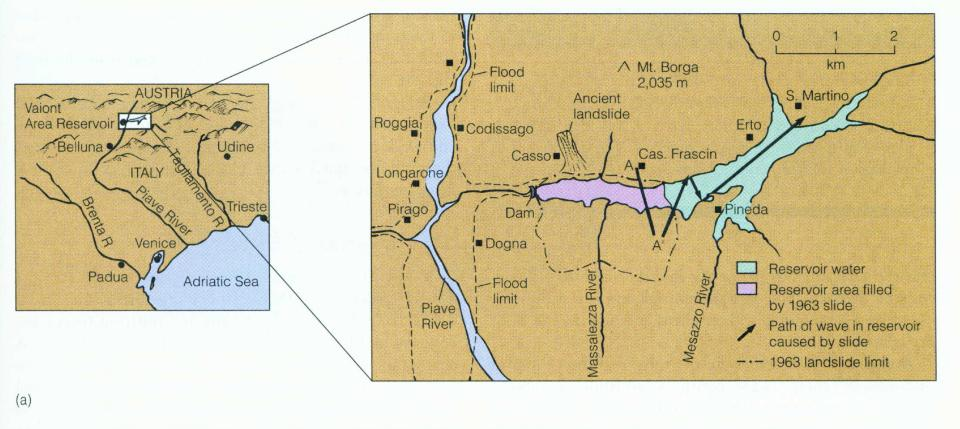 AUSTRIA
Vaiont
Area Reservoir
Belluna
Udine
ITALY
Tagliamento R
Piave River
Brenta R
Trieste
Venice
Padua
Adriatic Sea
0 1 2
km
Mt. Borga
2,035 m
Flood
limit
Ancient
landslide
S. Martino
Roggia
Codissago
Erto
Casso
A
Cas. Frascin
Longarone
Pirago
Dam
Pineda
Dogna
A'
Flood
limit
Piave
River
Massalezza River
Mesazzo River
Reservoir water
Reservoir area filled
by 1963 slide
Path of wave in reservoir
caused by slide
1963 landslide limit
(a)